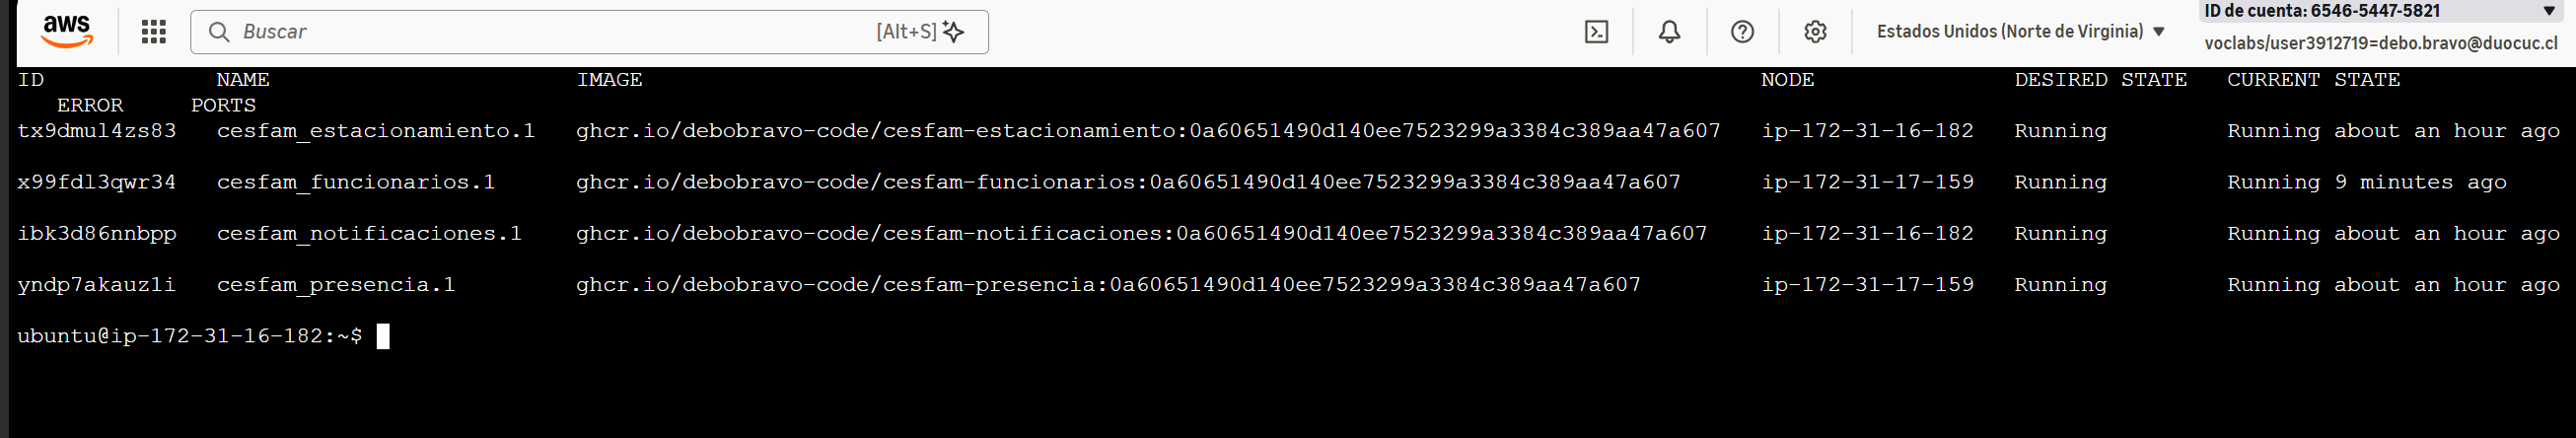 aws
Buscar [Alt+S] Estados Unidos (Norte de Virginia) ID de cuenta: 6546-5447-5821
voclabs/user3912719=debo.bravo@duocuc.cl
ID NAME IMAGE NODE DESIRED STATE CURRENT STATE
ERROR PORTS
tx9dmul4zs83 cesfam_estacionamiento.1 ghcr.io/debobravo-code/cesfam-estacionamiento:0a60651490d140ee7523299a3384c389aa47a607 ip-172-31-16-182 Running Running about an hour ago
x99fdl3qwr34 cesfam_funcionarios.1 ghcr.io/debobravo-code/cesfam-funcionarios:0a60651490d140ee7523299a3384c389aa47a607 ip-172-31-17-159 Running Running 9 minutes ago
ibk3d86nnbpp cesfam_notificaciones.1 ghcr.io/debobravo-code/cesfam-notificaciones:0a60651490d140ee7523299a3384c389aa47a607 ip-172-31-16-182 Running Running about an hour ago
yndp7akauz1i cesfam_presencia.1 ghcr.io/debobravo-code/cesfam-presencia:0a60651490d140ee7523299a3384c389aa47a607 ip-172-31-17-159 Running Running about an hour ago
ubuntu@ip-172-31-16-182:~$